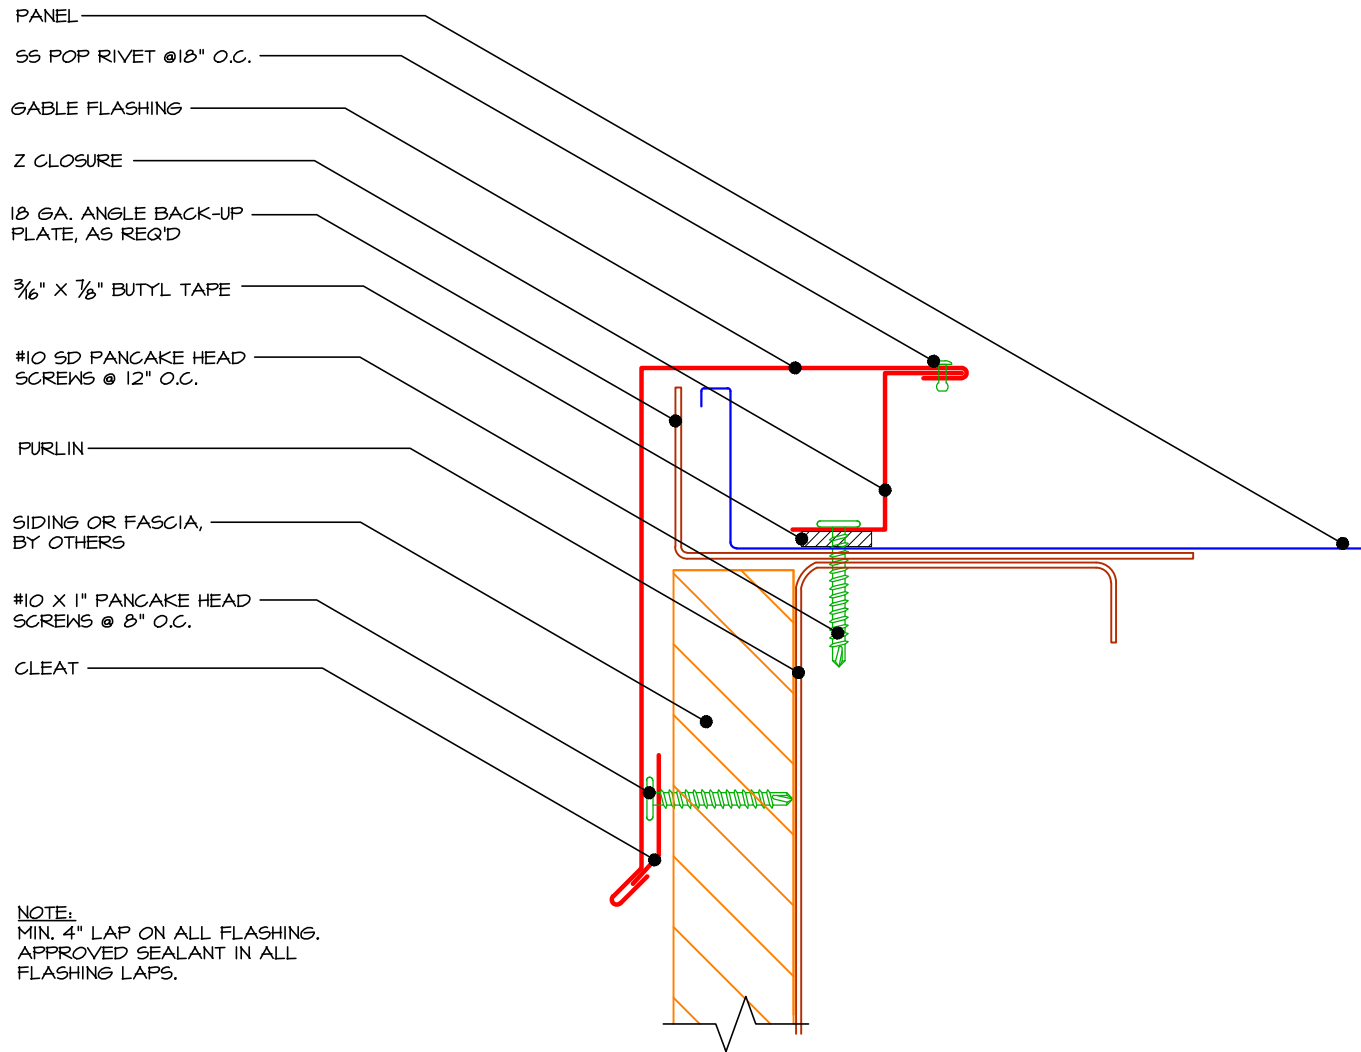 PANEL
SS POP RIVET @18" O.C.
GABLE FLASHING
Z CLOSURE
18 GA. ANGLE BACK-UP
PLATE, AS REQ'D
3/16" X 7/8" BUTYL TAPE
#10 SD PANCAKE HEAD
SCREWS @ 12" O.C.
PURLIN
SIDING OR FASCIA,
BY OTHERS
#10 X 1" PANCAKE HEAD
SCREWS @ 8" O.C.
CLEAT
NOTE:
MIN. 4" LAP ON ALL FLASHING.
APPROVED SEALANT IN ALL
FLASHING LAPS.